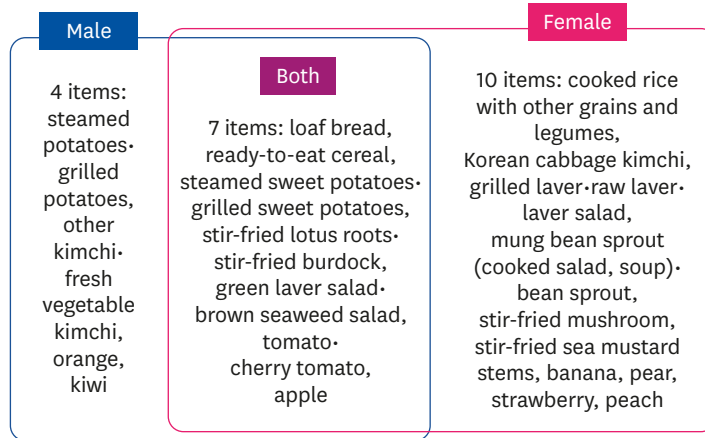 Male
4 items:
steamed
potatoes·
grilled
potatoes,
other
kimchi·
fresh
vegetable
kimchi,
orange,
kiwi
Both
7 items: loaf bread,
ready-to-eat cereal,
steamed sweet potatoes·
grilled sweet potatoes,
stir-fried lotus roots·
stir-fried burdock,
green laver salad·
brown seaweed salad,
tomato·
cherry tomato,
apple
Female
10 items: cooked rice
with other grains and
legumes,
Korean cabbage kimchi,
grilled laver·raw laver·
laver salad,
mung bean sprout
(cooked salad, soup)·
bean sprout,
stir-fried mushroom,
stir-fried sea mustard
stems, banana, pear,
strawberry, peach